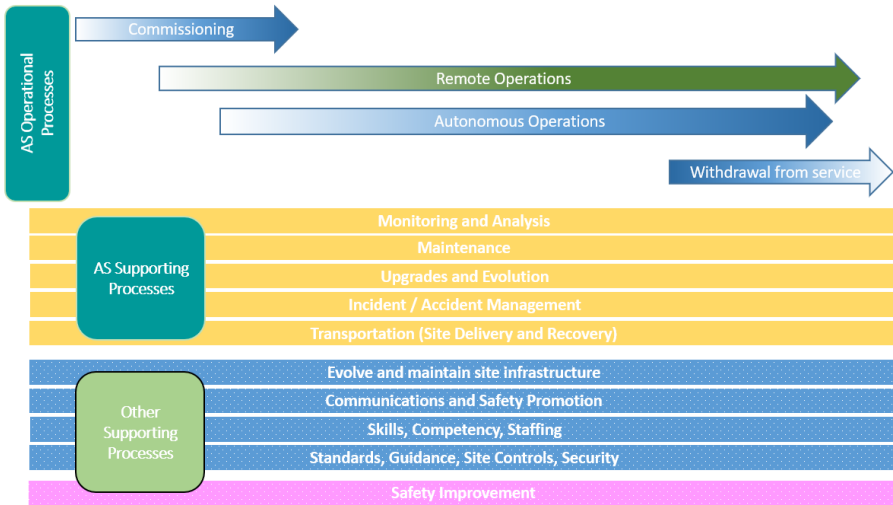 AS Operational
Processes
Commissioning
Remote Operations
Autonomous Operations
Withdrawal from service
AS Supporting
Processes
Monitoring and Analysis
Maintenance
Upgrades and Evolution
Incident / Accident Management
Transportation (Site Delivery and Recovery)
Other
Supporting
Processes
Evolve and maintain site infrastructure
Communications and Safety Promotion
Skills, Competency, Staffing
Standards, Guidance, Site Controls, Security
Safety Improvement